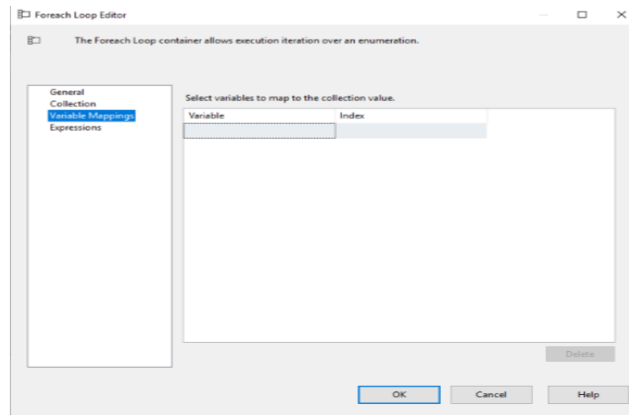 Foreach Loop Editor
The Foreach Loop container allows execution iteration over an enumeration.
General
Collection
Variable Mappings
Expressions
Select variables to map to the collection value.
Variable Index
Delete
OK Cancel Help